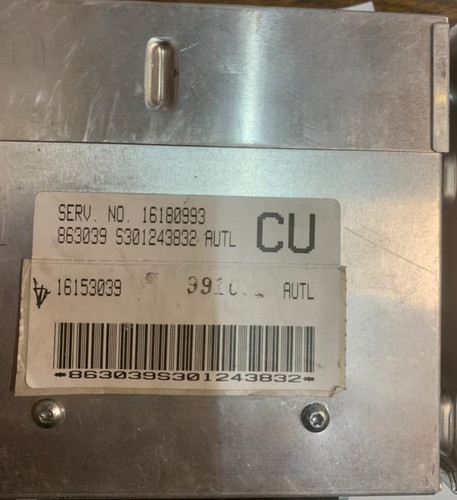 SERV. NO. 16180993
863039 S301243832 AUTL
CU
16153039 AUTL
*863039S301243832*